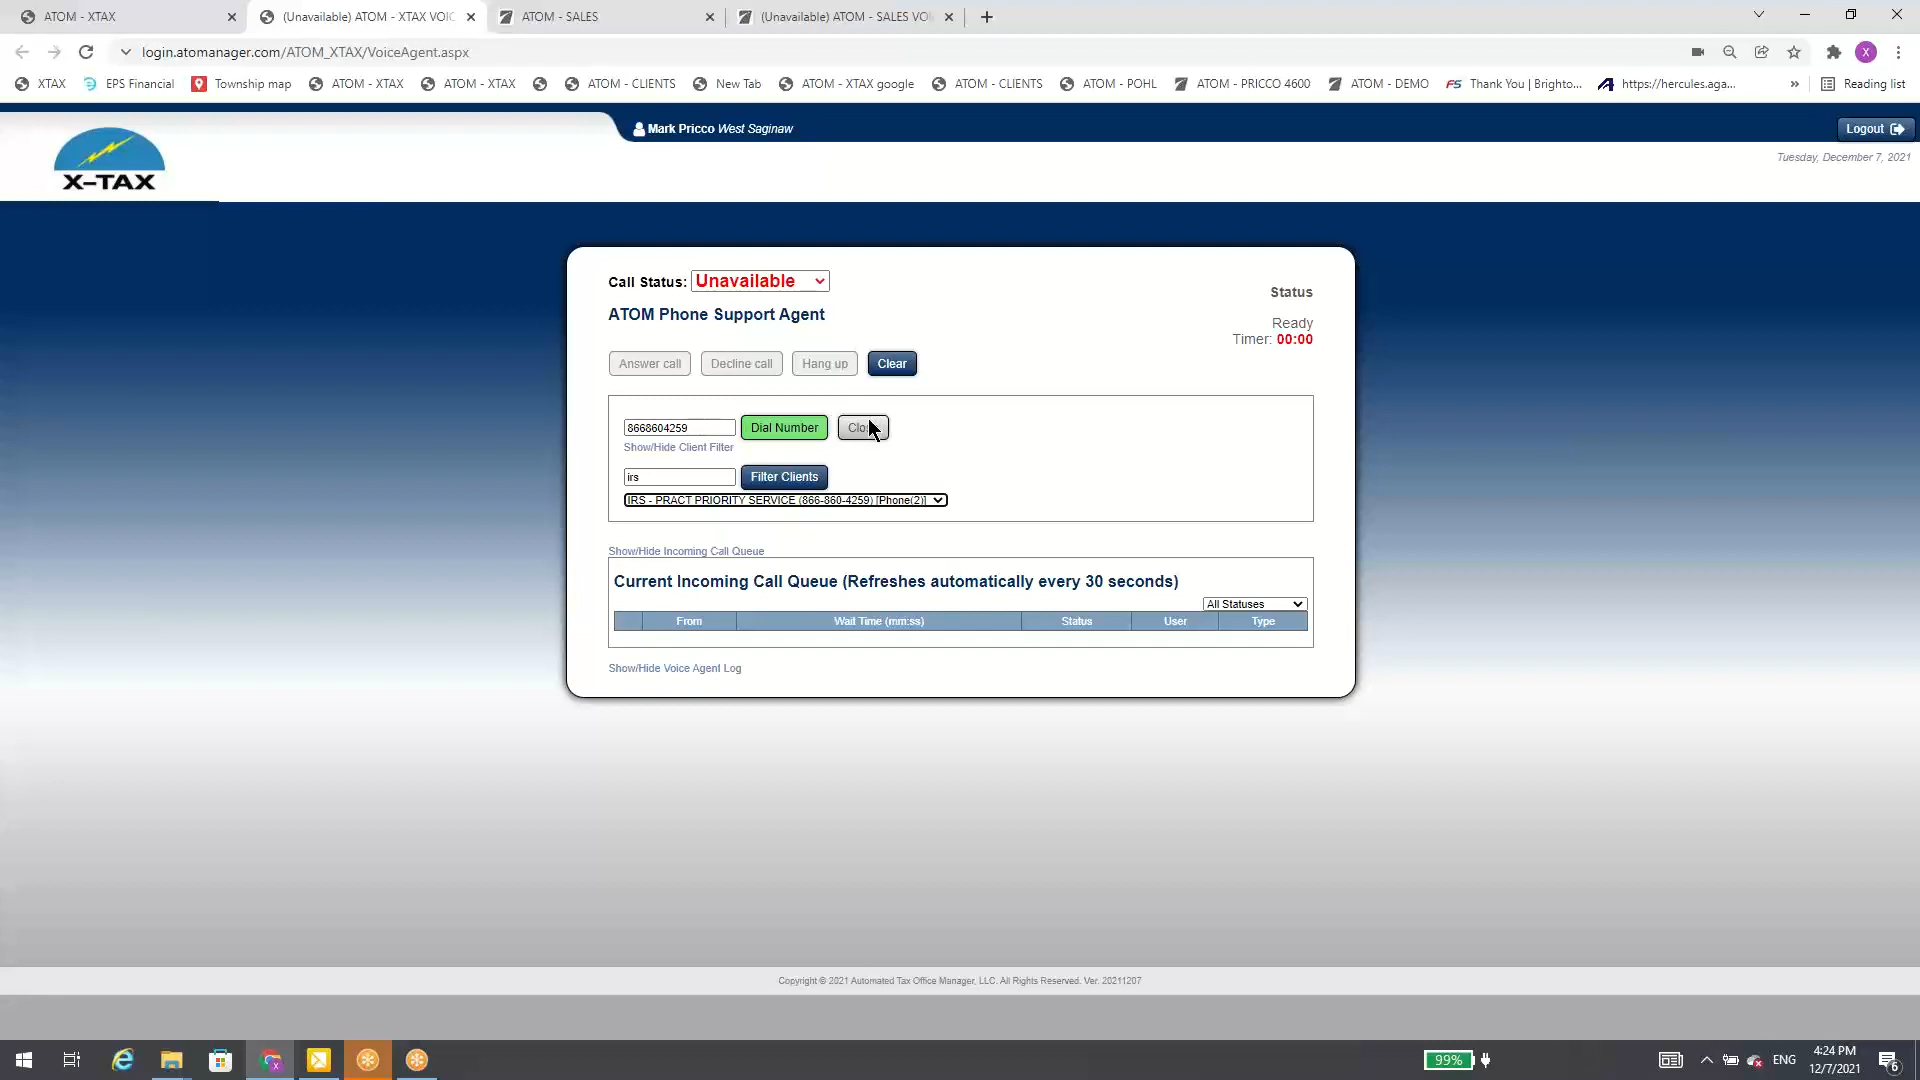 ATOM - XTAX
(Unavailable) ATOM - XTAX VOIC
ATOM - SALES
(Unavailable) ATOM - SALES VO
login.atomanager.com/ATOM_XTAX/VoiceAgent.aspx
X
XTAX
EPS Financial
Township map
ATOM - XTAX
ATOM - XTAX
ATOM - CLIENTS
New Tab
ATOM - XTAX google
ATOM - CLIENTS
ATOM - POHL
ATOM - PRICCO 4600
ATOM - DEMO
FS Thank You | Brighto...
https://hercules.aga...
»
Reading list
Mark Pricco West Saginaw
Logout
Tuesday, December 7, 2021
X-TAX
Call Status: Unavailable
Status
ATOM Phone Support Agent
Ready
Timer: 00:00
Answer call
Decline call
Hang up
Clear
8668604259
Dial Number
Show/Hide Client Filter
irs
Filter Clients
IRS - PRACT PRIORITY SERVICE (866-860-4259) [Phone(2)]
Show/Hide Incoming Call Queue
Current Incoming Call Queue (Refreshes automatically every 30 seconds)
All Statuses
From
Wait Time (mm:ss)
Status
User
Type
Show/Hide Voice Agent Log
Copyright © 2021 Automated Tax Office Manager, LLC. All Rights Reserved. Ver. 20211207
99%
ENG
4:24 PM
12/7/2021
6